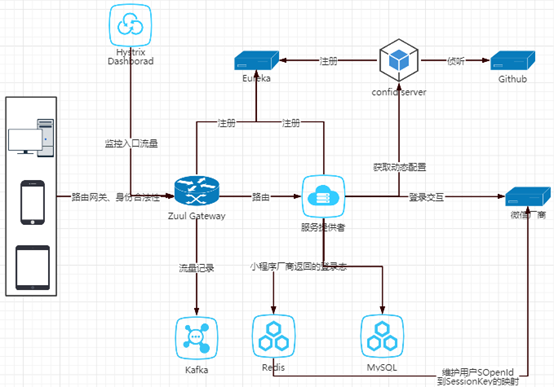 Hystrix
Dashborad
注册
侦听
Eureka
confidserver
Github
注册
注册
监控入口流量
获取动态配置
路由网关、身份合法性
路由
登录交互
Zuul Gateway
服务提供者
微信厂商
流量记录
小程序厂商返回的登录态
Kafka
Redis
MySQL
维护用户SOpenId
到SessionKey的映射